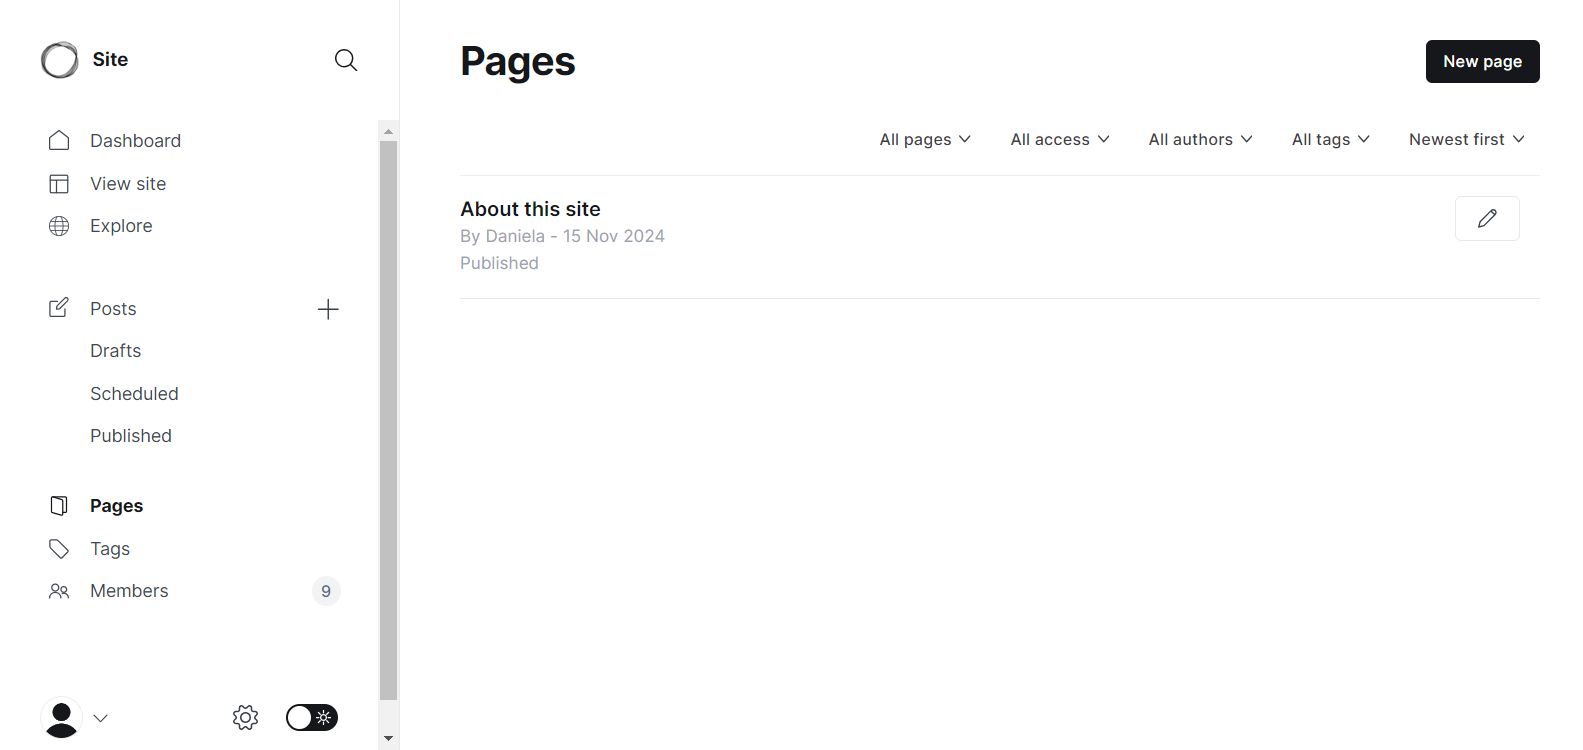 Site
Dashboard
View site
Explore
Posts
Drafts
Scheduled
Published
Pages
Tags
Members 9
Pages
New page
All pages All access All authors All tags Newest first
About this site
By Daniela - 15 Nov 2024
Published